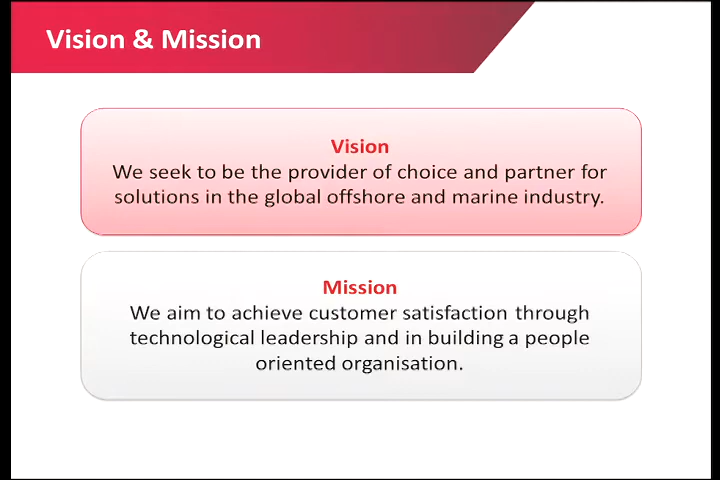 Vision & Mission
Vision
We seek to be the provider of choice and partner for
solutions in the global offshore and marine industry.
Mission
We aim to achieve customer satisfaction through
technological leadership and in building a people
oriented organisation.